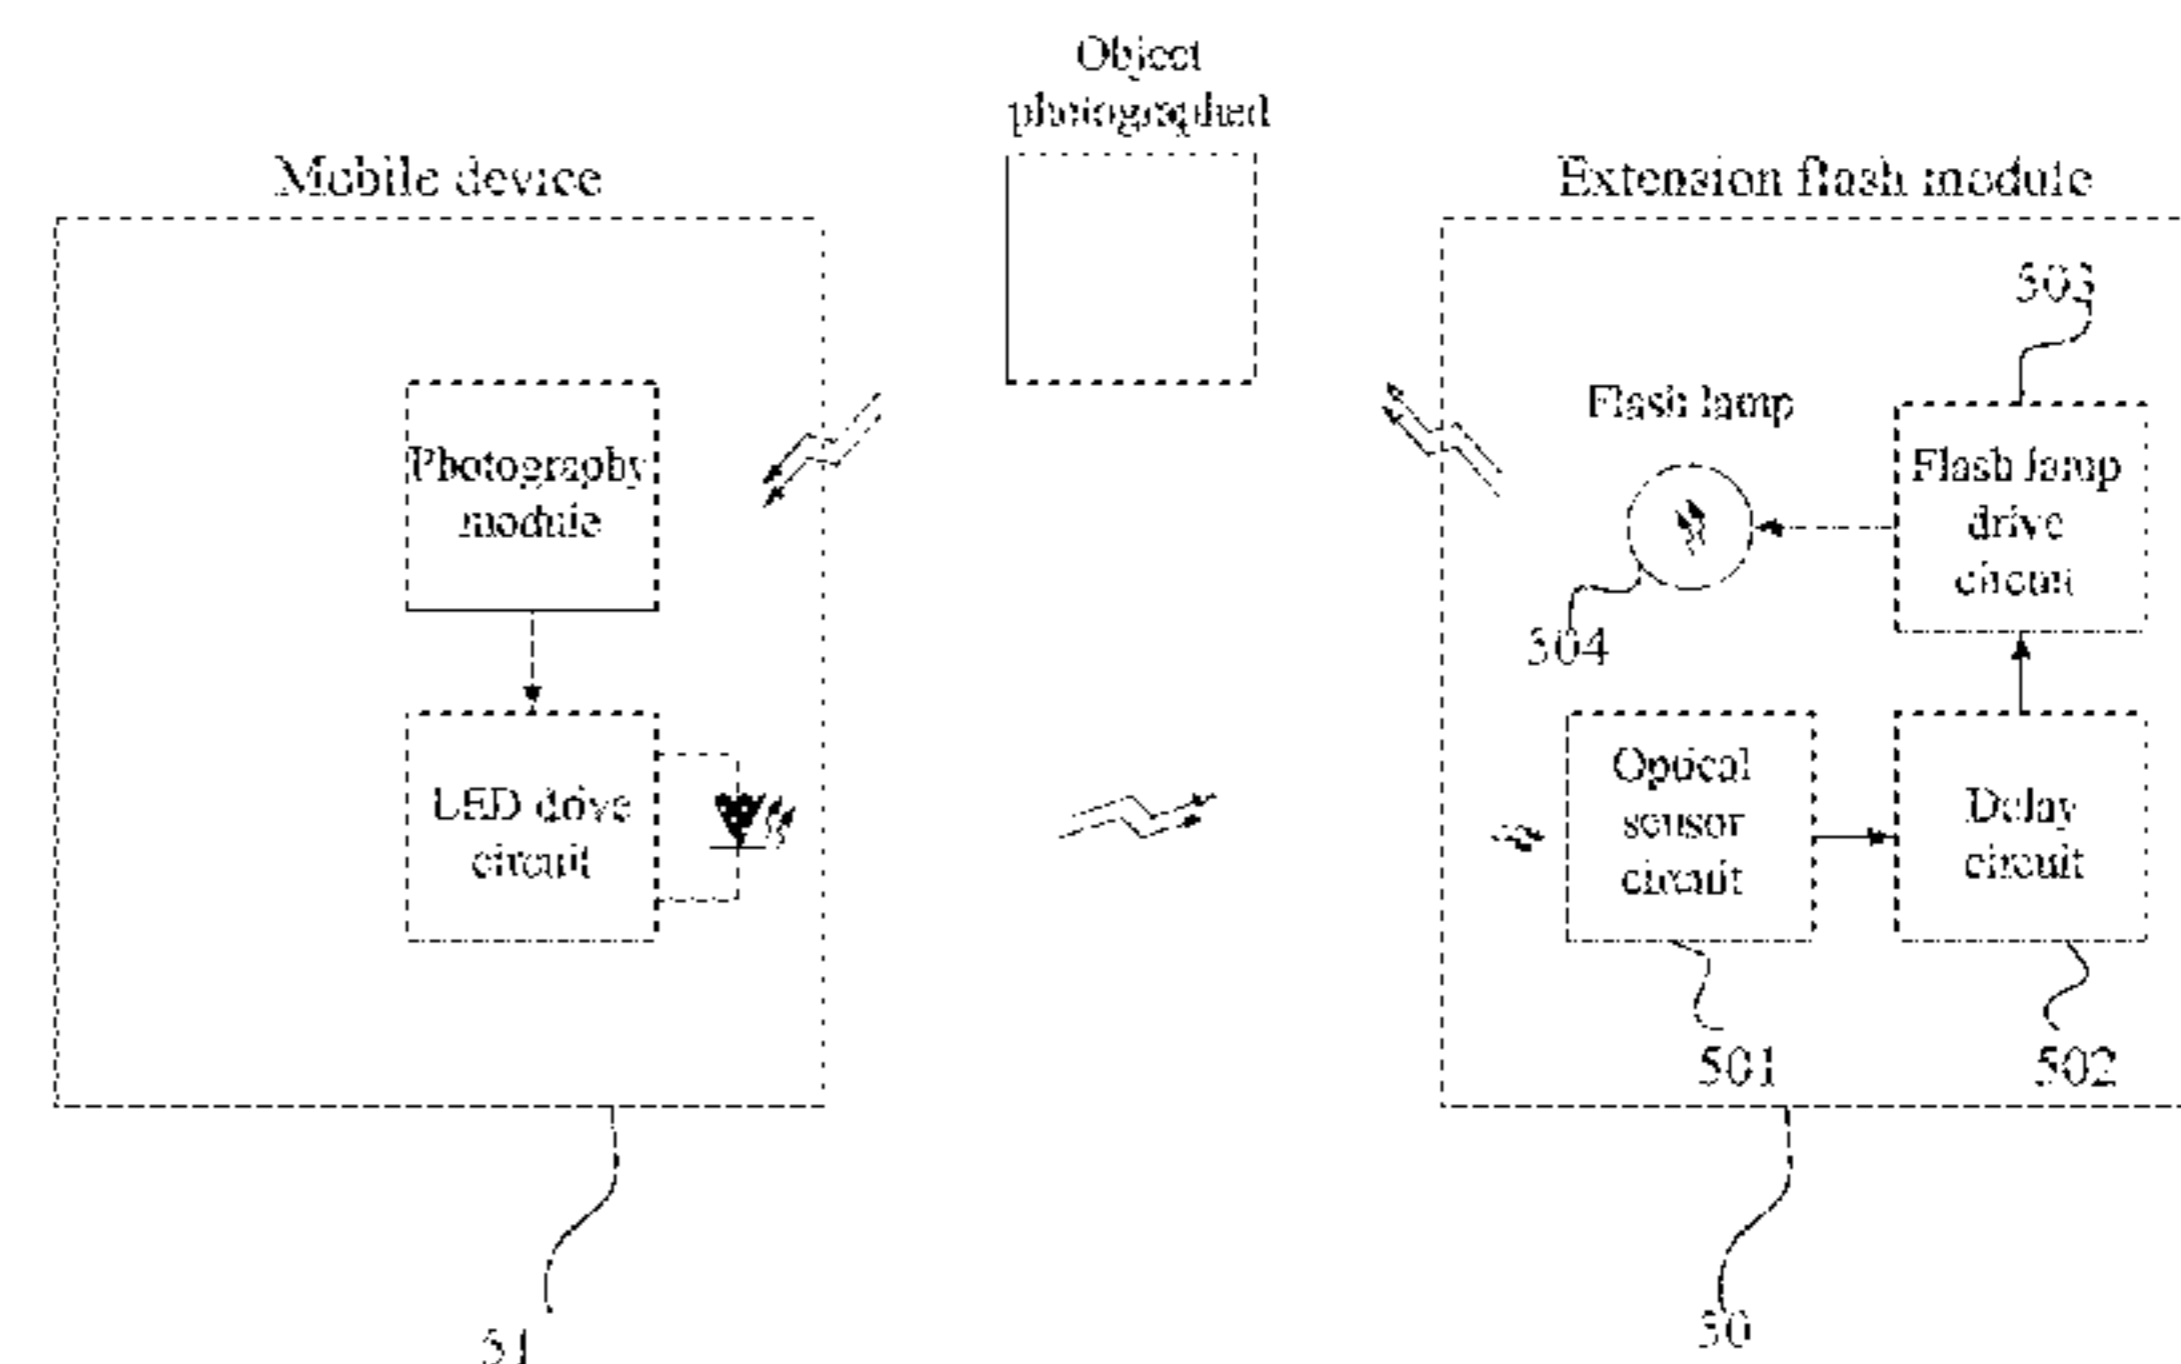 Object
photographed
Mobile device
Extension flash module
503
Flash lamp
Photography
module
Flash lamp
drive
circuit
504
LED drive
circuit
Optical
sensor
circuit
Delay
circuit
501
502
51
50